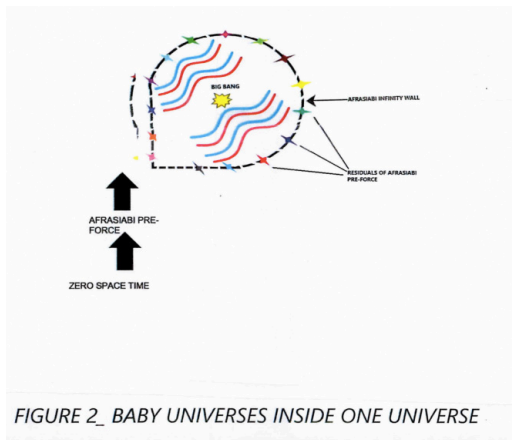 BIG BANG
AFRASIABI INFINITY WALL
RESIDUALS OF AFRASIABI
PRE-FORCE
AFRASIABI PRE-
FORCE
ZERO SPACE TIME
FIGURE 2_ BABY UNIVERSES INSIDE ONE UNIVERSE